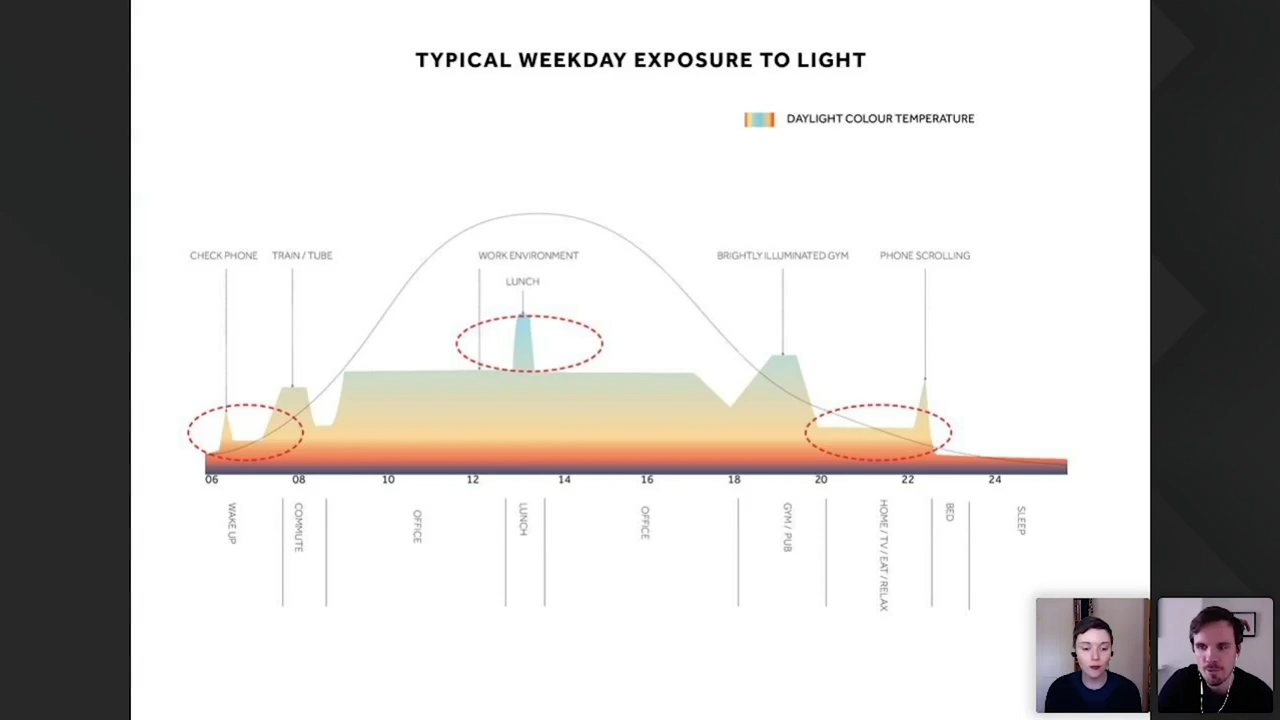 TYPICAL WEEKDAY EXPOSURE TO LIGHT
DAYLIGHT COLOUR TEMPERATURE
CHECK PHONE
TRAIN / TUBE
WORK ENVIRONMENT
BRIGHTLY ILLUMINATED GYM
PHONE SCROLLING
LUNCH
06 08 10 12 14 16 18 20 22 24
WAKE UP
COMMUTE
OFFICE
LUNCH
OFFICE
GYM / PUB
HOME / TV / EAT / RELAX
BED
SLEEP